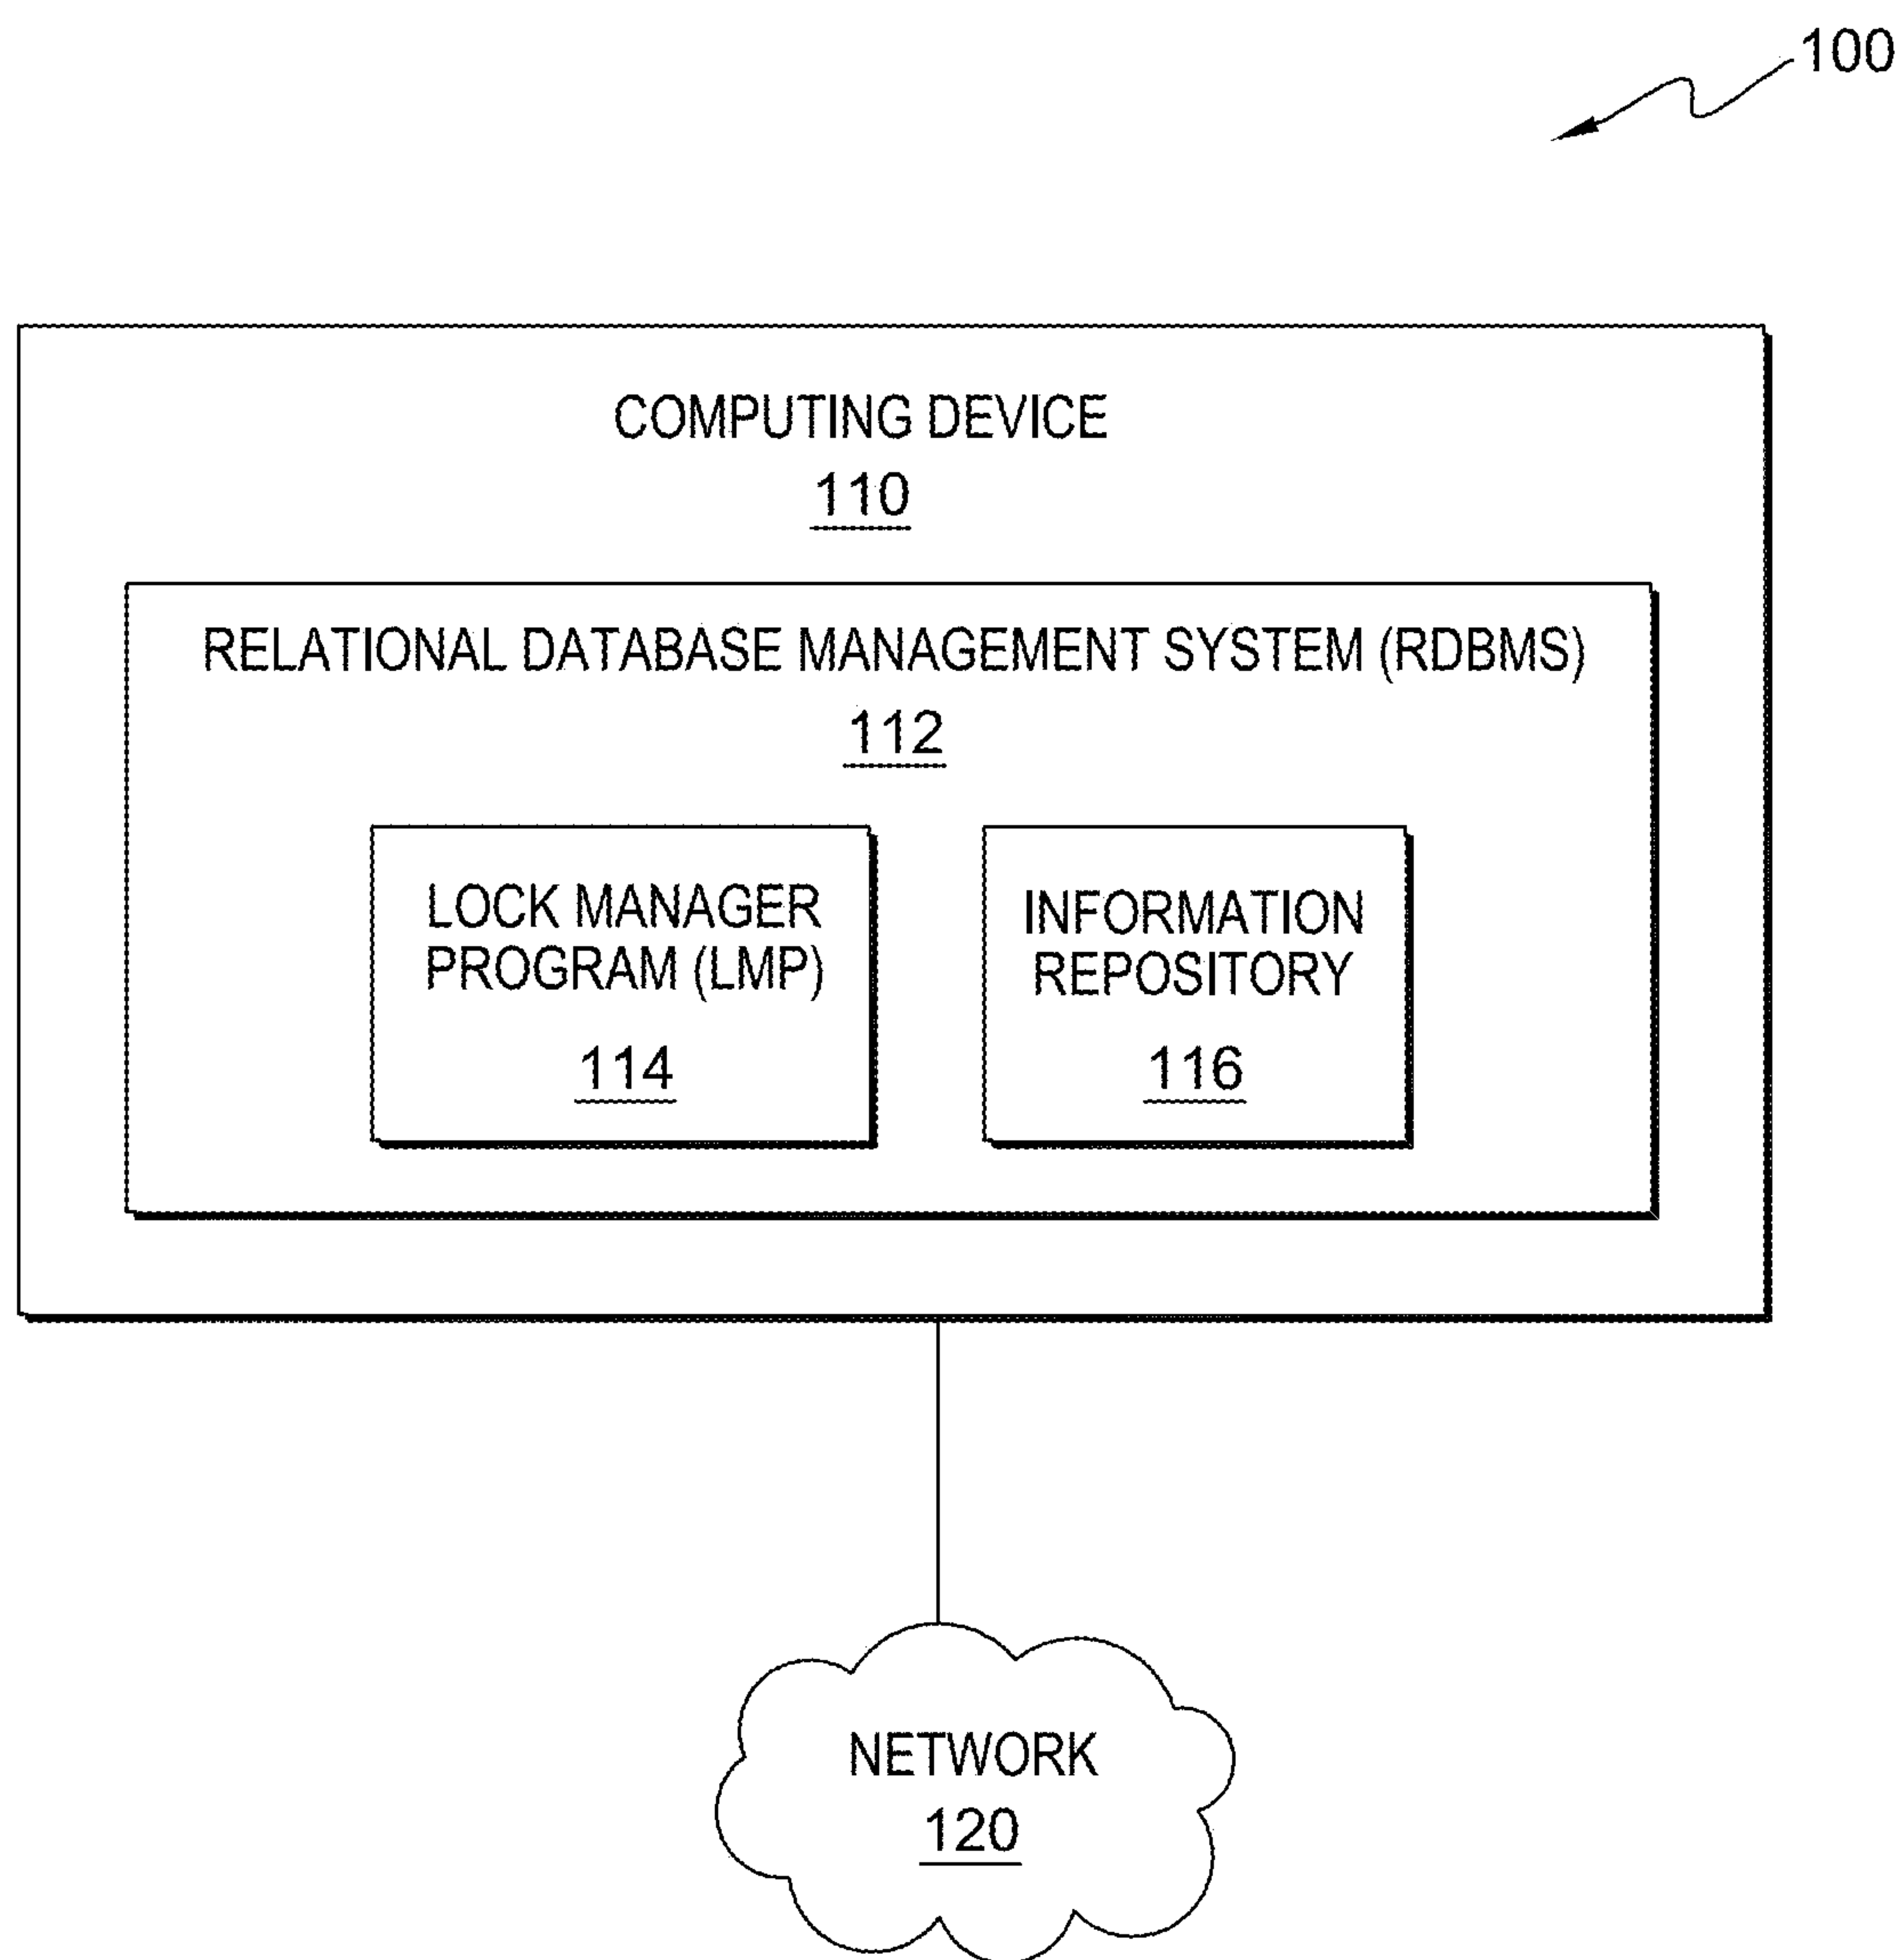 100
COMPUTING DEVICE
110
RELATIONAL DATABASE MANAGEMENT SYSTEM (RDBMS)
112
LOCK MANAGER
PROGRAM (LMP)
114
INFORMATION
REPOSITORY
116
NETWORK
120